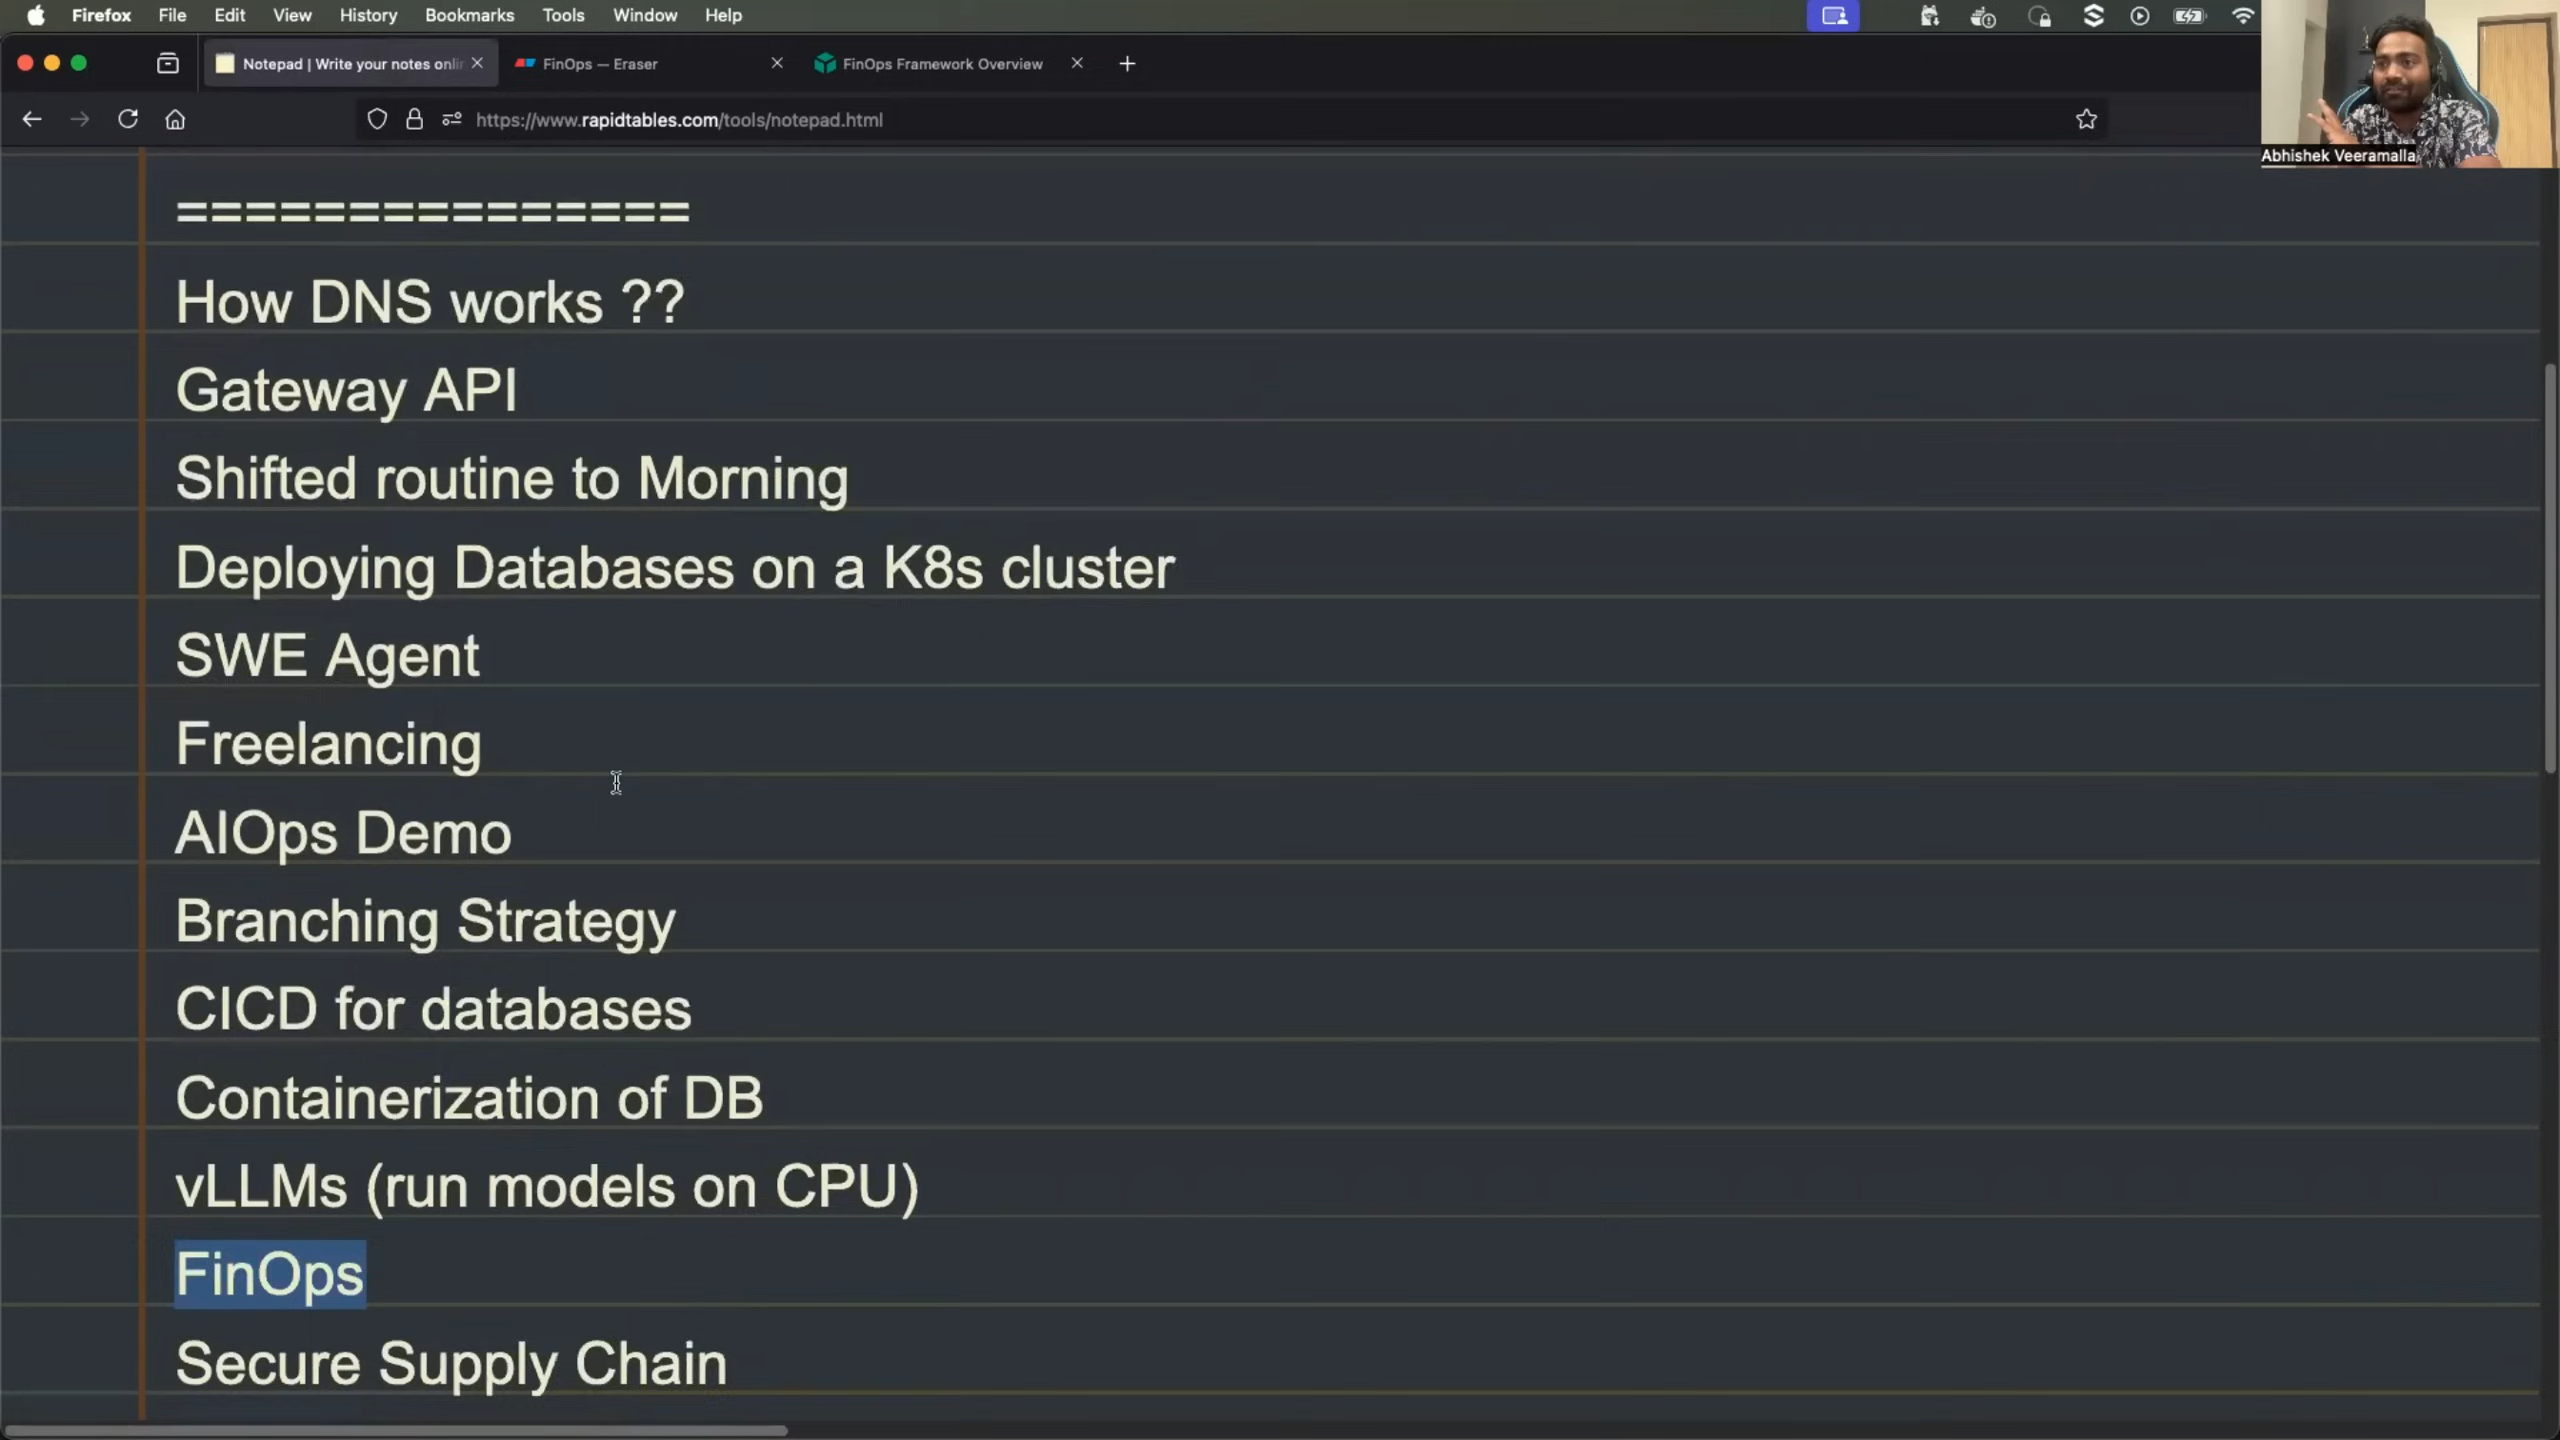 Firefox File Edit View History Bookmarks Tools Window Help
Notepad | Write your notes onlin FinOps — Eraser FinOps Framework Overview
https://www.rapidtables.com/tools/notepad.html
Abhishek Veeramalla
===============
How DNS works ??
Gateway API
Shifted routine to Morning
Deploying Databases on a K8s cluster
SWE Agent
Freelancing
AIOps Demo
Branching Strategy
CICD for databases
Containerization of DB
vLLMs (run models on CPU)
FinOps
Secure Supply Chain